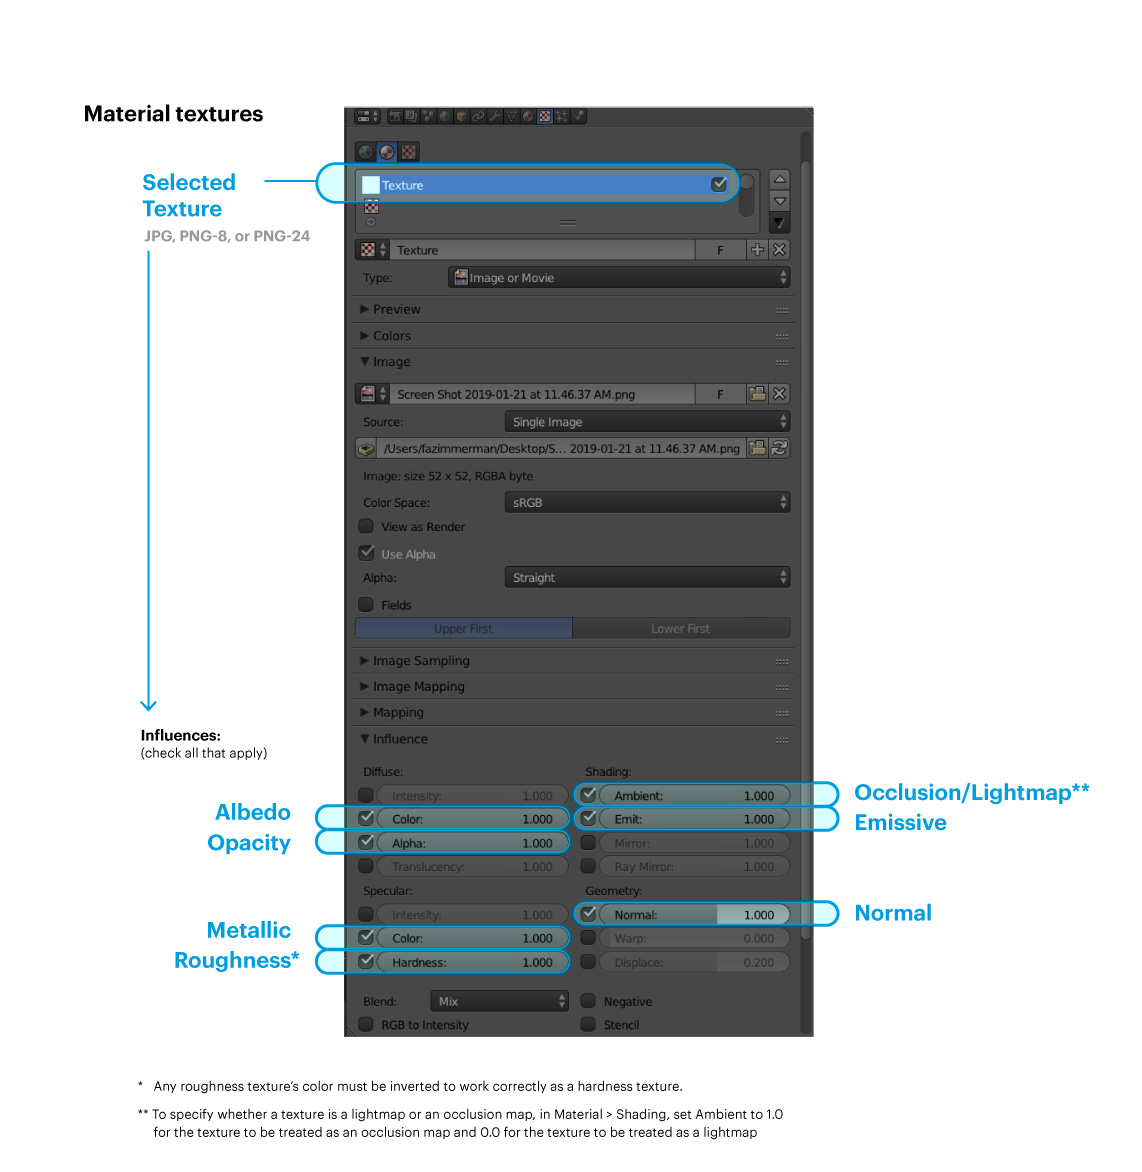 Material textures
Selected
Texture
JPG, PNG-8, or PNG-24
Texture
Texture
F
Type:
Image or Movie
Preview
Colors
Image
Screen Shot 2019-01-21 at 11.46.37 AM.png
F
Source:
Single Image
/Users/fazimmerman/Desktop/S... 2019-01-21 at 11.46.37 AM.png
Image: size 52 x 52, RGBA byte
Color Space:
sRGB
View as Render
Use Alpha
Alpha:
Straight
Fields
Upper First
Lower First
Image Sampling
Image Mapping
Mapping
Influences:
(check all that apply)
Influence
Diffuse:
Shading:
Intensity: 1.000
Ambient: 1.000
Occlusion/Lightmap**
Albedo
Color: 1.000
Emit: 1.000
Emissive
Opacity
Alpha: 1.000
Mirror: 1.000
Translucency: 1.000
Ray Mirror: 1.000
Specular:
Geometry:
Intensity: 1.000
Normal: 1.000
Normal
Metallic
Color: 1.000
Warp: 0.000
Roughness*
Hardness: 1.000
Displace: 0.200
Blend:
Mix
Negative
RGB to Intensity
Stencil
* Any roughness texture's color must be inverted to work correctly as a hardness texture.
** To specify whether a texture is a lightmap or an occlusion map, in Material > Shading, set Ambient to 1.0
for the texture to be treated as an occlusion map and 0.0 for the texture to be treated as a lightmap